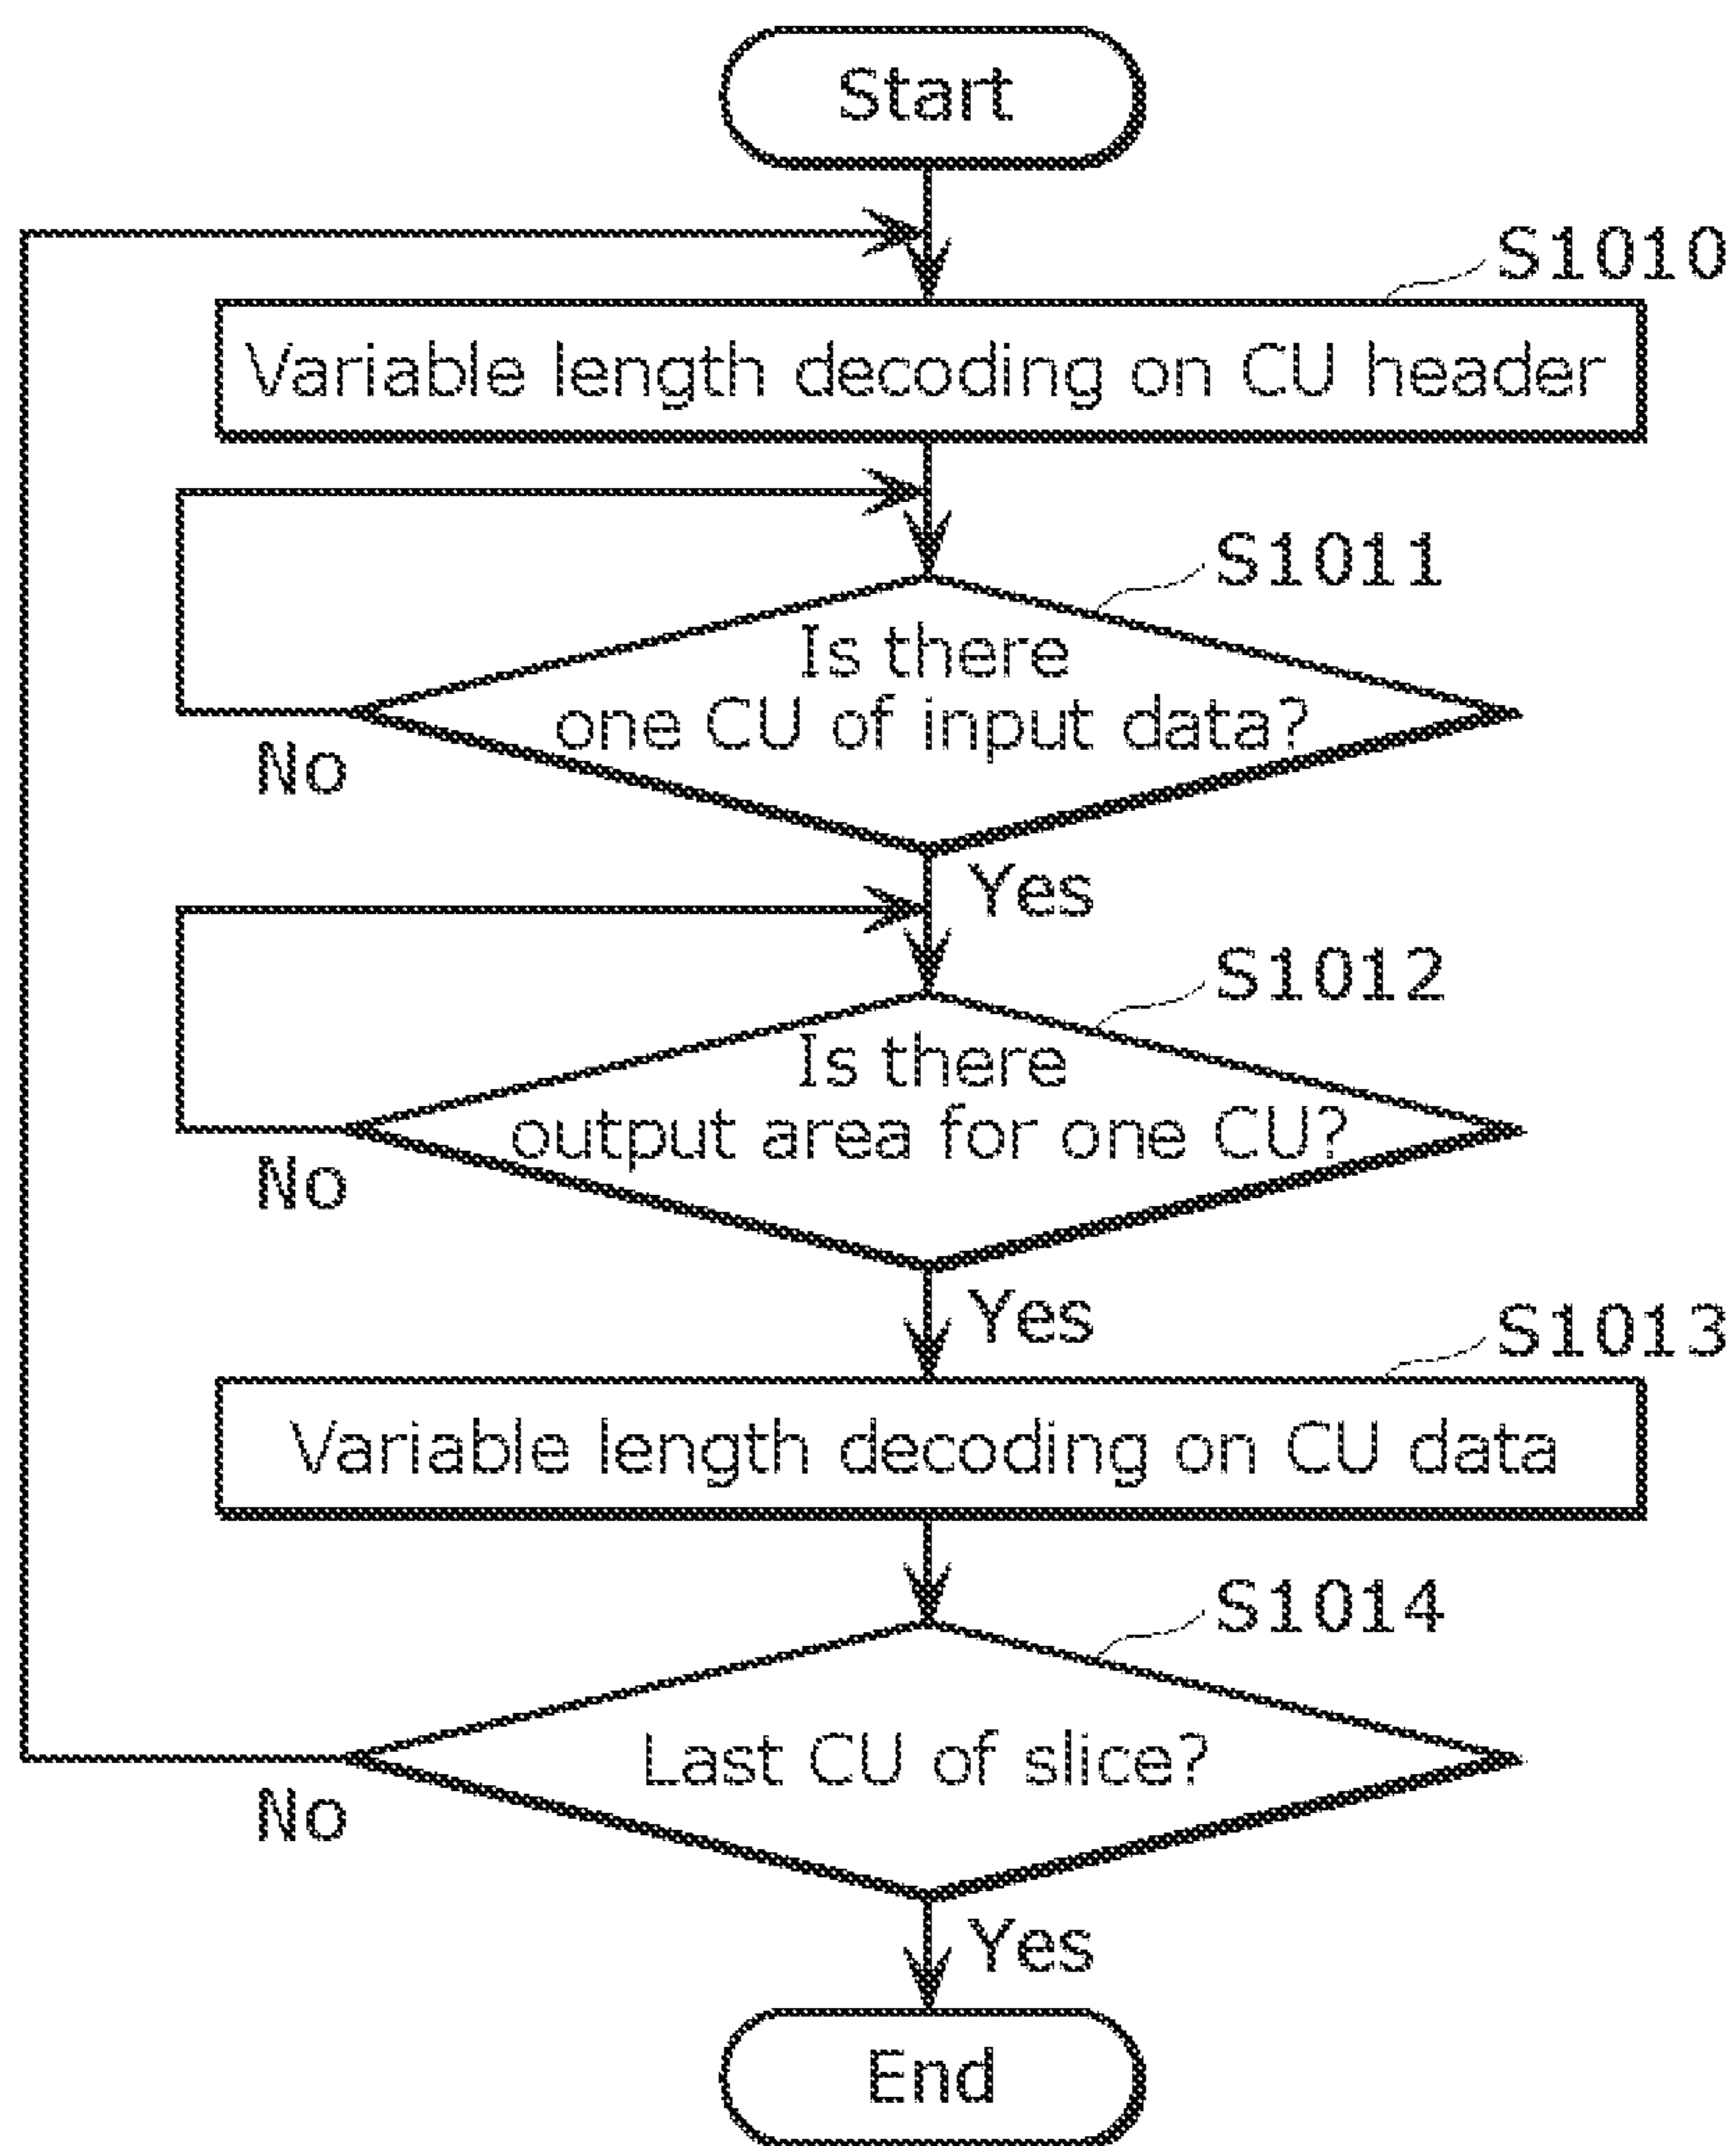 Start
S1010
Variable length decoding on CU header
S1011
Is there
one CU of input data?
No
Yes
S1012
Is there
output area for one CU?
No
Yes
S1013
Variable length decoding on CU data
S1014
Last CU of slice?
No
Yes
End